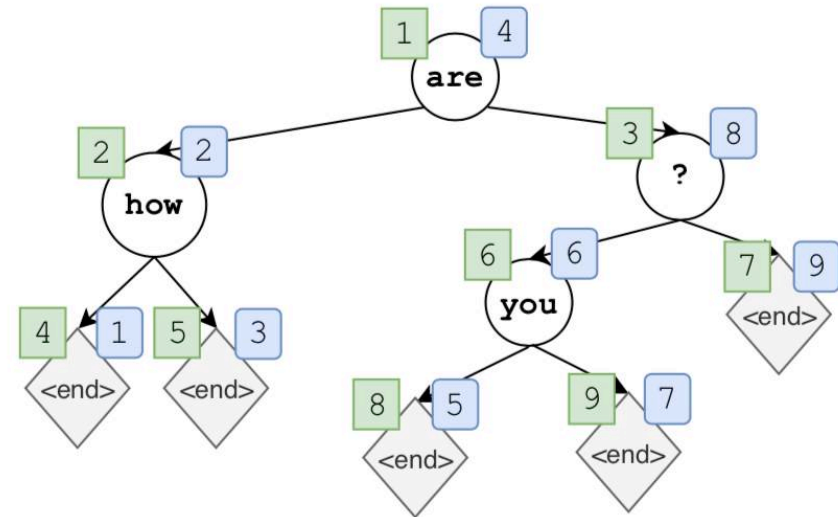 1 4
are
3 8
?
2 2
how
6 6
you
7 9
<end>
4 1
<end>
5 3
<end>
8 5
<end>
9 7
<end>